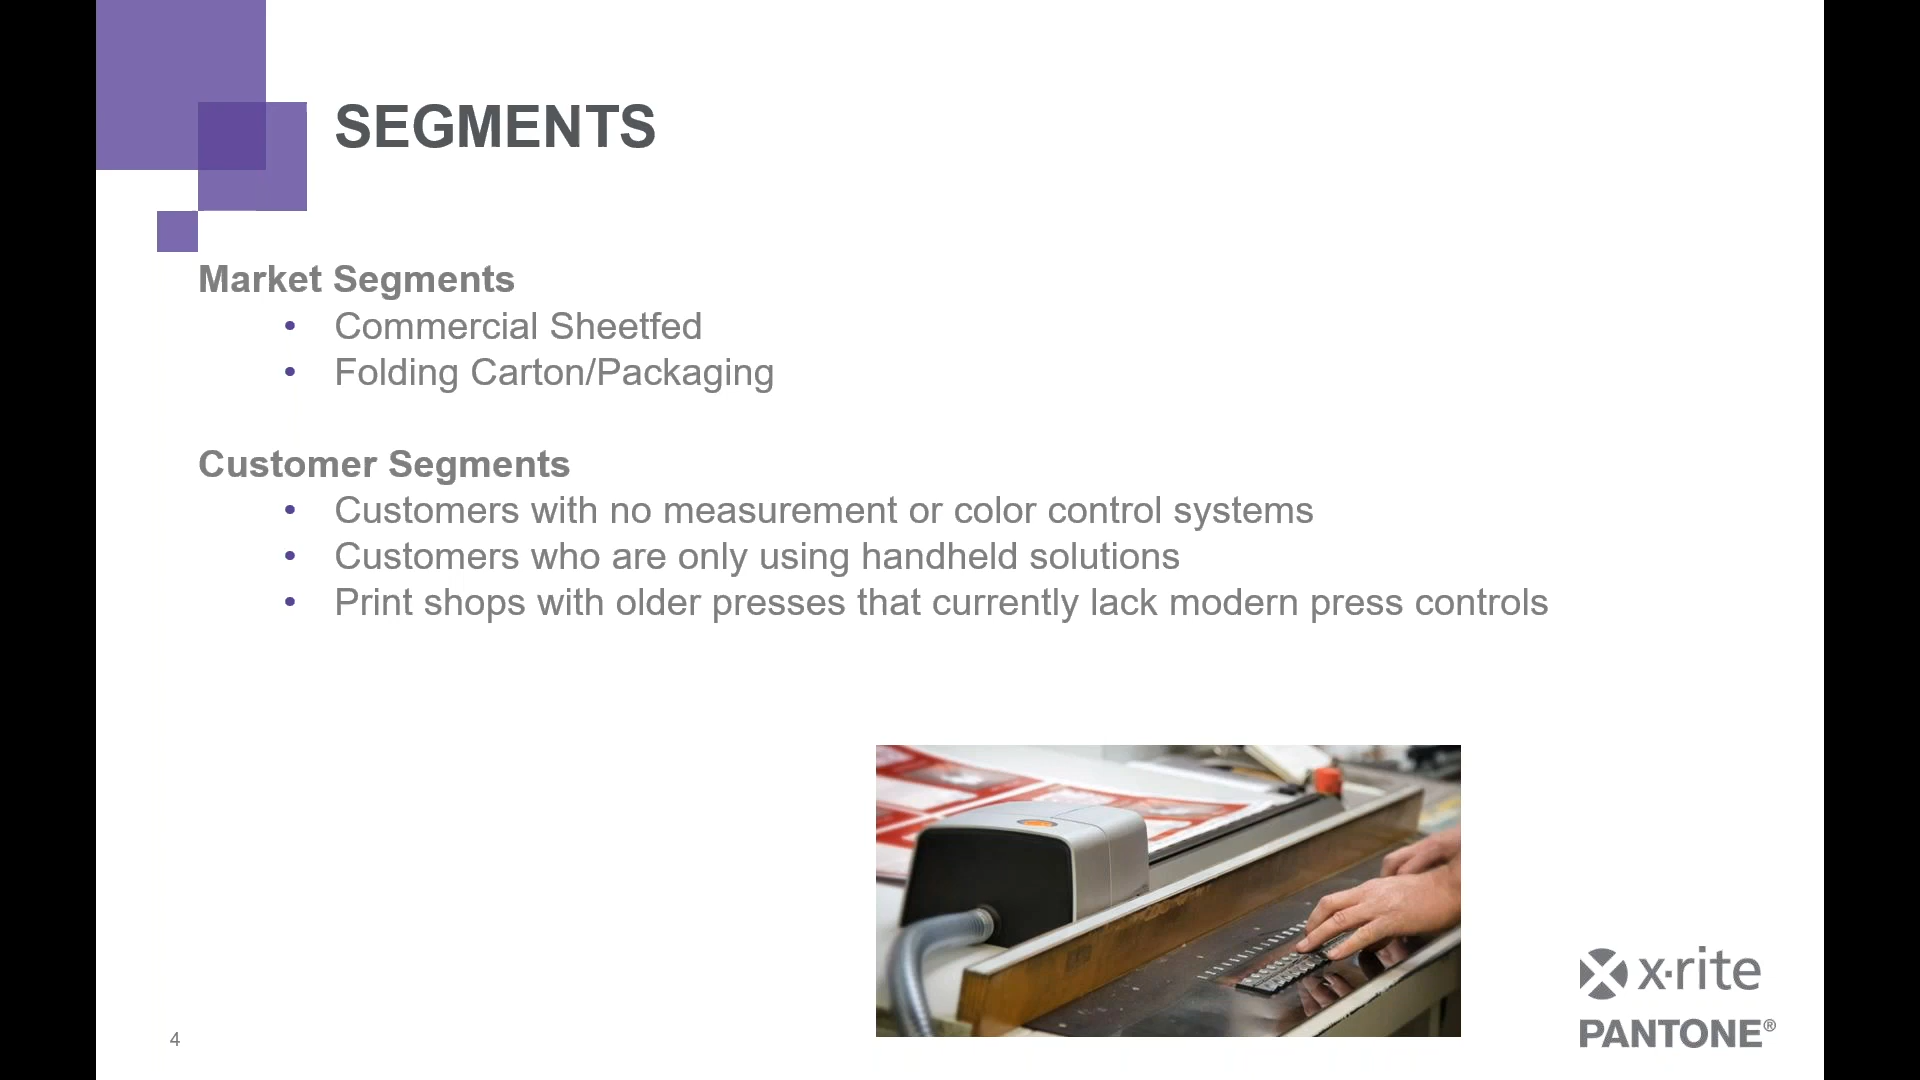 SEGMENTS
Market Segments
• Commercial Sheetfed
• Folding Carton/Packaging
Customer Segments
• Customers with no measurement or color control systems
• Customers who are only using handheld solutions
• Print shops with older presses that currently lack modern press controls
x·rite
PANTONE®
4